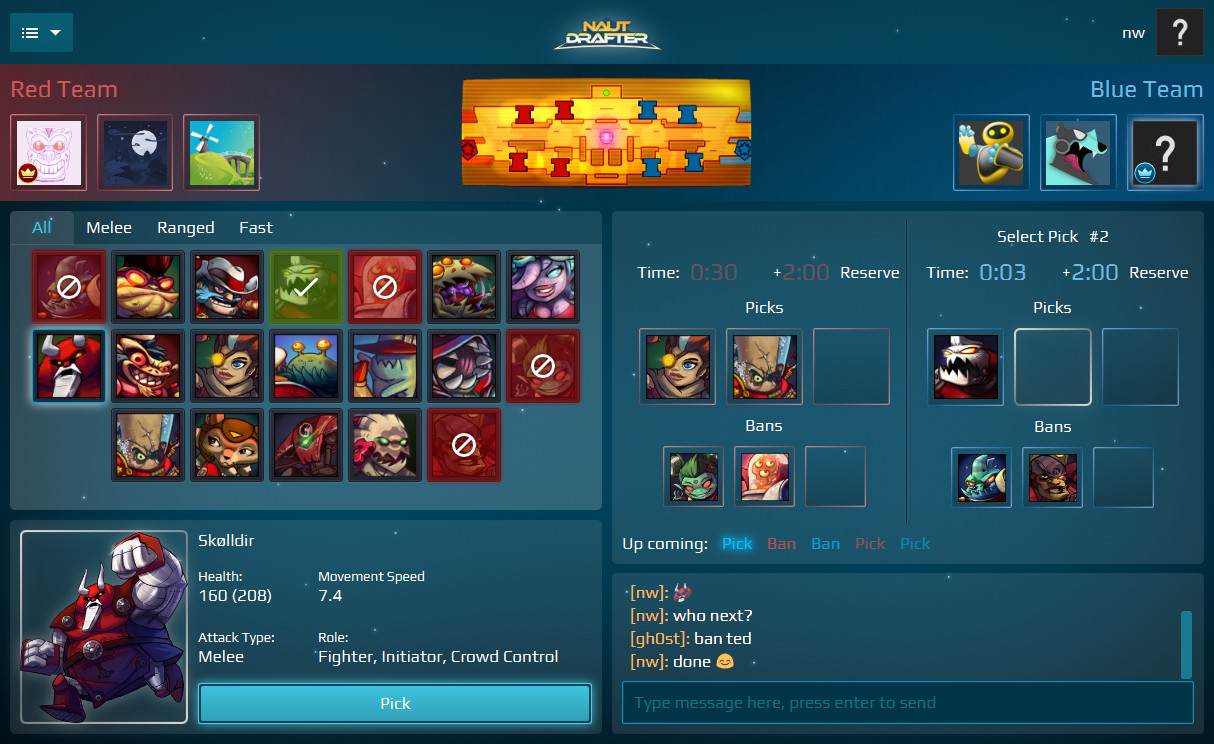 NAUT
DRAFTER
nw
?
Red Team
Blue Team
?
All Melee Ranged Fast
Select Pick #2
Time: 0:30 +2:00 Reserve
Time: 0:03 +2:00 Reserve
Picks
Picks
Bans
Bans
Up coming: Pick Ban Ban Pick Pick
Skølldir
Health: Movement Speed
160 (208) 7.4
Attack Type: Role:
Melee Fighter, Initiator, Crowd Control
Pick
[nw]:
[nw]: who next?
[gh0st]: ban ted
[nw]: done 😊
Type message here, press enter to send